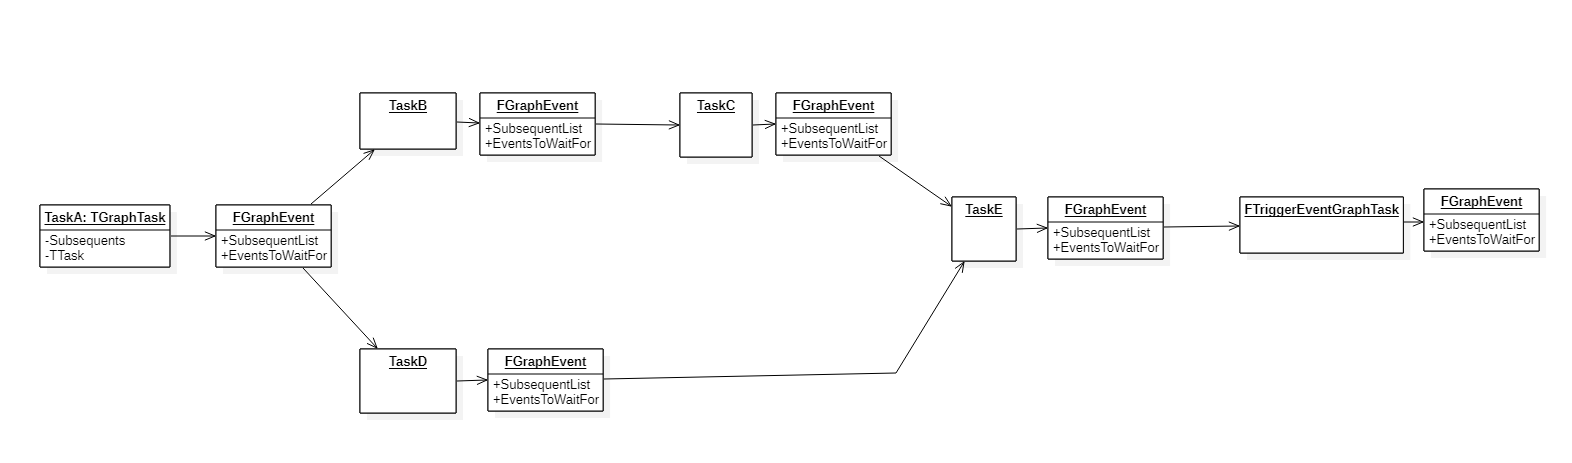 TaskB
FGraphEvent
+SubsequentList
+EventsToWaitFor
TaskC
FGraphEvent
+SubsequentList
+EventsToWaitFor
TaskA: TGraphTask
-Subsequents
-TTask
FGraphEvent
+SubsequentList
+EventsToWaitFor
TaskE
FGraphEvent
+SubsequentList
+EventsToWaitFor
FTriggerEventGraphTask
FGraphEvent
+SubsequentList
+EventsToWaitFor
TaskD
FGraphEvent
+SubsequentList
+EventsToWaitFor